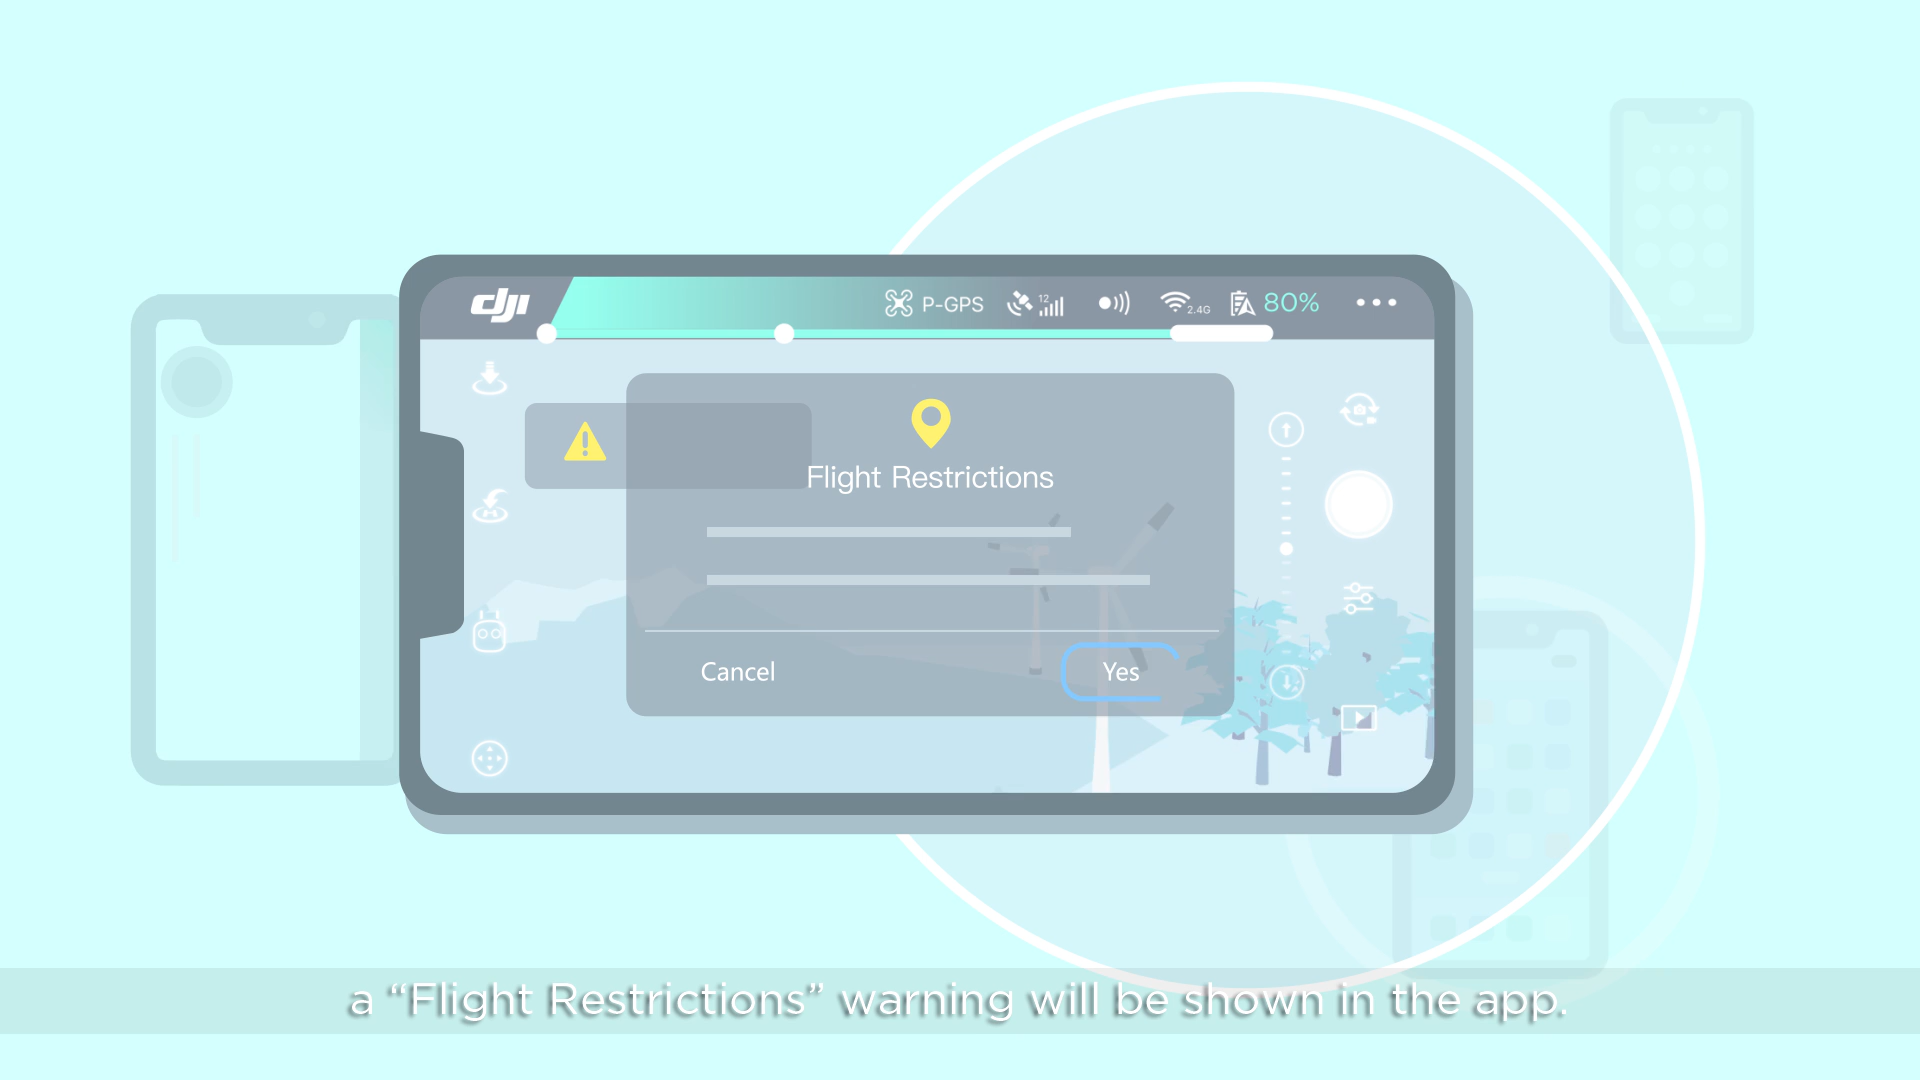 dji
P-GPS
12
2.4G
80%
Flight Restrictions
Cancel
Yes
a “Flight Restrictions” warning will be shown in the app.